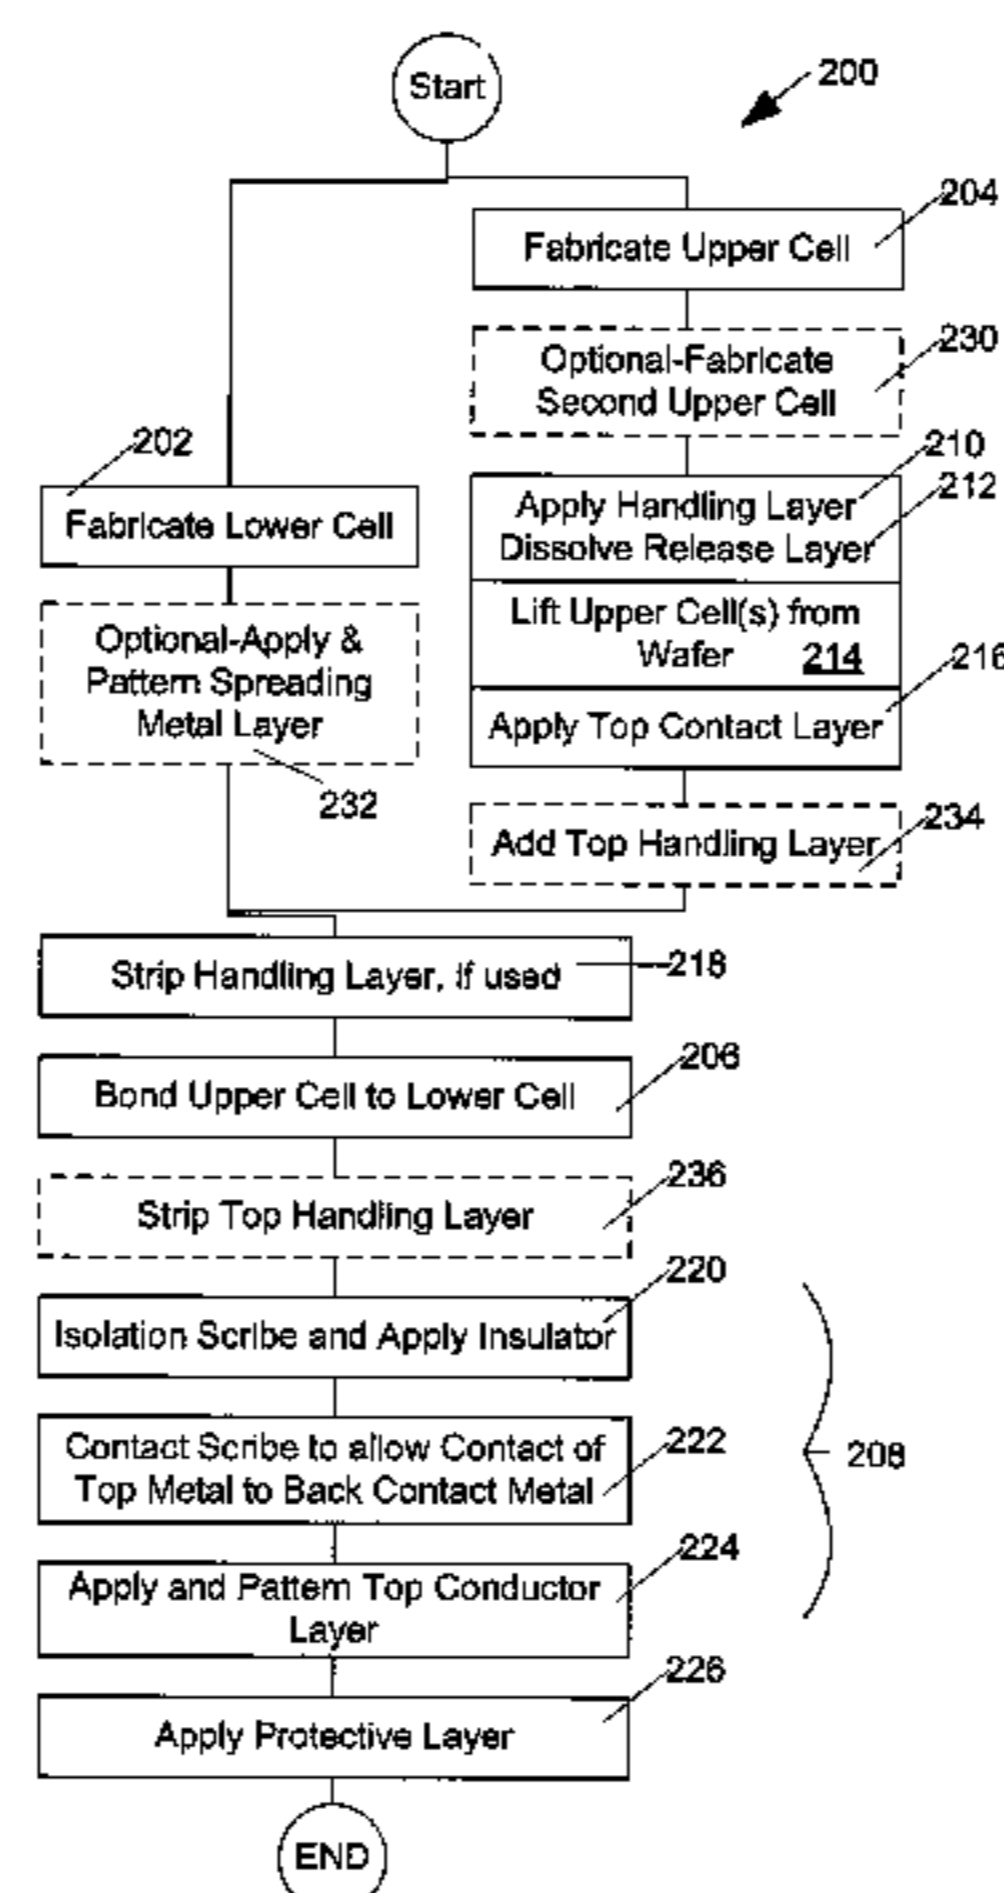 Start
200
204
Fabricate Upper Cell
230
Optional-Fabricate
Second Upper Cell
202
Fabricate Lower Cell
210
212
Apply Handling Layer
Dissolve Release Layer
Lift Upper Cell(s) from
Wafer 214
216
Apply Top Contact Layer
Optional-Apply &
Pattern Spreading
Metal Layer
232
234
Add Top Handling Layer
Strip Handling Layer, if used
218
Bond Upper Cell to Lower Cell
206
236
Strip Top Handling Layer
220
Isolation Scribe and Apply Insulator
Contact Scribe to allow Contact of
Top Metal to Back Contact Metal
222
208
224
Apply and Pattern Top Conductor
Layer
226
Apply Protective Layer
END